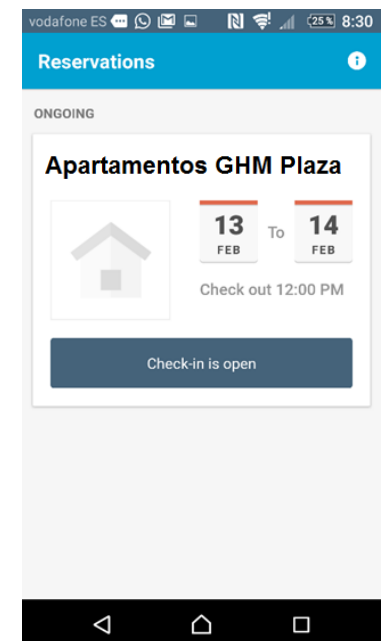 vodafone ES 25% 8:30
Reservations
ONGOING
Apartamentos GHM Plaza
13 To 14
FEB FEB
Check out 12:00 PM
Check-in is open